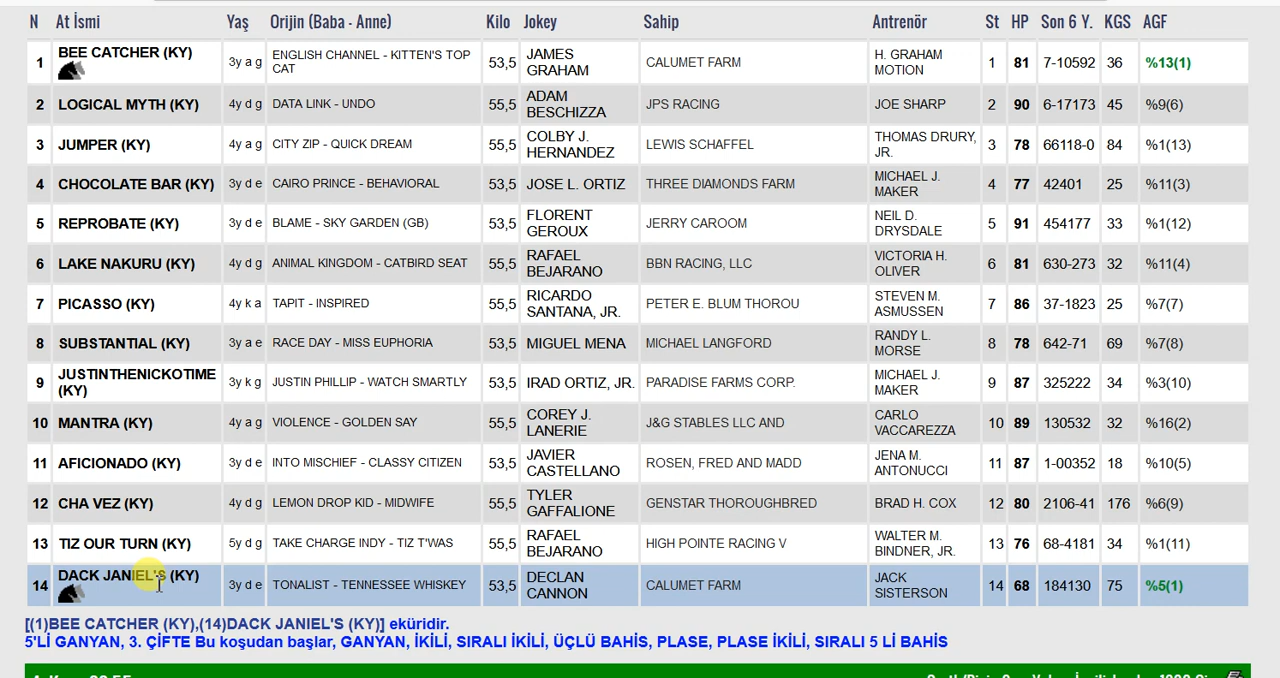 N At İsmi Yaş Orijin (Baba - Anne) Kilo Jokey Sahip Antrenör St HP Son 6 Y. KGS AGF
1 BEE CATCHER (KY) 3y a g ENGLISH CHANNEL - KITTEN'S TOP CAT 53,5 JAMES GRAHAM CALUMET FARM H. GRAHAM MOTION 1 81 7-10592 36 %13(1)
2 LOGICAL MYTH (KY) 4y d g DATA LINK - UNDO 55,5 ADAM BESCHIZZA JPS RACING JOE SHARP 2 90 6-17173 45 %9(6)
3 JUMPER (KY) 4y a g CITY ZIP - QUICK DREAM 55,5 COLBY J. HERNANDEZ LEWIS SCHAFFEL THOMAS DRURY, JR. 3 78 66118-0 84 %1(13)
4 CHOCOLATE BAR (KY) 3y d e CAIRO PRINCE - BEHAVIORAL 53,5 JOSE L. ORTIZ THREE DIAMONDS FARM MICHAEL J. MAKER 4 77 42401 25 %11(3)
5 REPROBATE (KY) 3y d e BLAME - SKY GARDEN (GB) 53,5 FLORENT GEROUX JERRY CAROOM NEIL D. DRYSDALE 5 91 454177 33 %1(12)
6 LAKE NAKURU (KY) 4y d g ANIMAL KINGDOM - CATBIRD SEAT 55,5 RAFAEL BEJARANO BBN RACING, LLC VICTORIA H. OLIVER 6 81 630-273 32 %11(4)
7 PICASSO (KY) 4y k a TAPIT - INSPIRED 55,5 RICARDO SANTANA, JR. PETER E. BLUM THOROU STEVEN M. ASMUSSEN 7 86 37-1823 25 %7(7)
8 SUBSTANTIAL (KY) 3y a e RACE DAY - MISS EUPHORIA 53,5 MIGUEL MENA MICHAEL LANGFORD RANDY L. MORSE 8 78 642-71 69 %7(8)
9 JUSTINTHENICKOTIME (KY) 3y k g JUSTIN PHILLIP - WATCH SMARTLY 53,5 IRAD ORTIZ, JR. PARADISE FARMS CORP. MICHAEL J. MAKER 9 87 325222 34 %3(10)
10 MANTRA (KY) 4y a g VIOLENCE - GOLDEN SAY 55,5 COREY J. LANERIE J&G STABLES LLC AND CARLO VACCAREZZA 10 89 130532 32 %16(2)
11 AFICIONADO (KY) 3y d e INTO MISCHIEF - CLASSY CITIZEN 53,5 JAVIER CASTELLANO ROSEN, FRED AND MADD JENA M. ANTONUCCI 11 87 1-00352 18 %10(5)
12 CHA VEZ (KY) 4y d g LEMON DROP KID - MIDWIFE 55,5 TYLER GAFFALIONE GENSTAR THOROUGHBRED BRAD H. COX 12 80 2106-41 176 %6(9)
13 TIZ OUR TURN (KY) 5y d g TAKE CHARGE INDY - TIZ T'WAS 55,5 RAFAEL BEJARANO HIGH POINTE RACING V WALTER M. BINDNER, JR. 13 76 68-4181 34 %1(11)
14 DACK JANIEL'S (KY) 3y d e TONALIST - TENNESSEE WHISKEY 53,5 DECLAN CANNON CALUMET FARM JACK SISTERSON 14 68 184130 75 %5(1)
[(1)BEE CATCHER (KY),(14)DACK JANIEL'S (KY)] eküridir.
5'Lİ GANYAN, 3. ÇİFTE Bu koşudan başlar, GANYAN, İKİLİ, SIRALI İKİLİ, ÜÇLÜ BAHİS, PLASE, PLASE İKİLİ, SIRALI 5 Lİ BAHİS